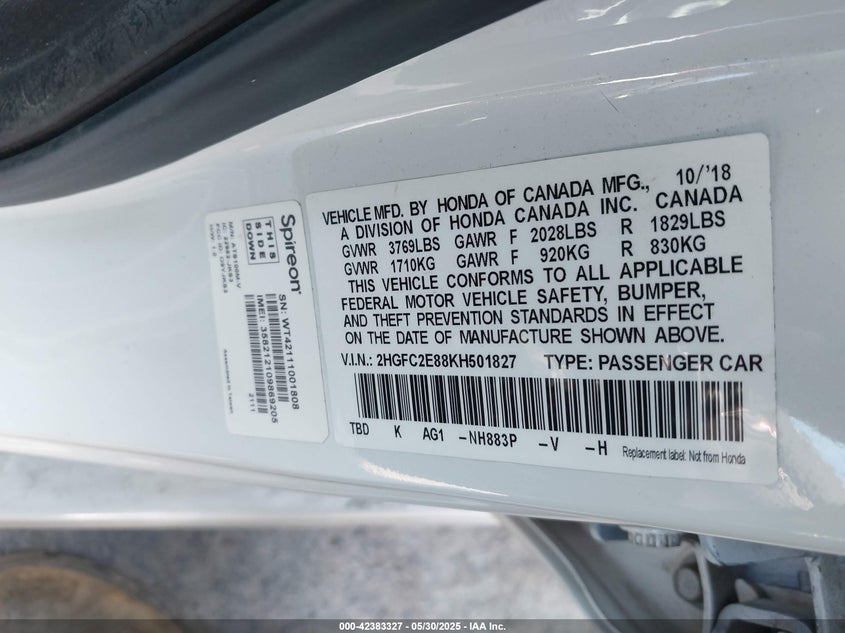 VEHICLE MFD. BY HONDA OF CANADA MFG., 10/'18
A DIVISION OF HONDA CANADA INC. CANADA
GVWR 3769LBS GAWR F 2028LBS R 1829LBS
GVWR 1710KG GAWR F 920KG R 830KG
THIS VEHICLE CONFORMS TO ALL APPLICABLE
FEDERAL MOTOR VEHICLE SAFETY, BUMPER,
AND THEFT PREVENTION STANDARDS IN EFFECT
ON THE DATE OF MANUFACTURE SHOWN ABOVE.
V.I.N.: 2HGFC2E88KH501827 TYPE: PASSENGER CAR
TBD K AG1 -NH883P -V -H
Replacement label: Not from Honda
Spireon
THIS
SIDE
DOWN
SN: WT42111001808
IMEI: 358212109869205
2111
Assembled in Taiwan
000-42383327 - 05/30/2025 - IAA Inc.